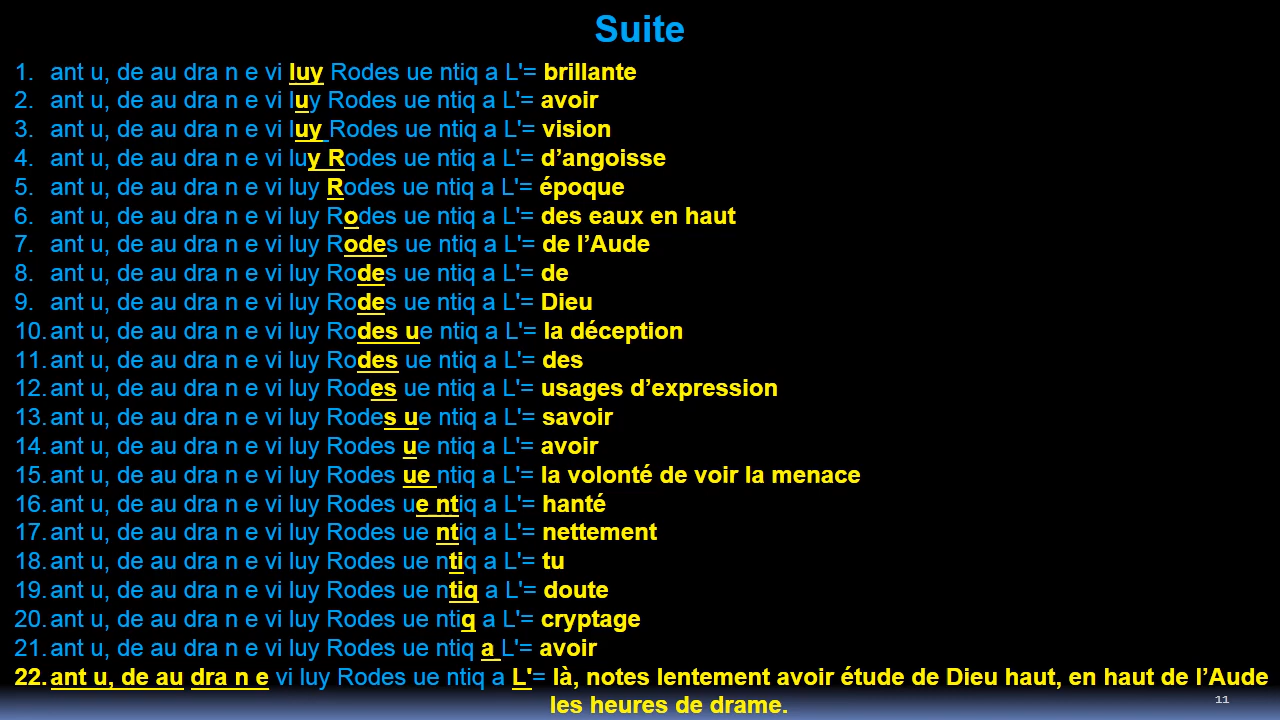 Suite
1. ant u, de au dra n e vi luy Rodes ue ntiq a L'= brillante
2. ant u, de au dra n e vi luy Rodes ue ntiq a L'= avoir
3. ant u, de au dra n e vi luy Rodes ue ntiq a L'= vision
4. ant u, de au dra n e vi luy Rodes ue ntiq a L'= d’angoisse
5. ant u, de au dra n e vi luy Rodes ue ntiq a L'= époque
6. ant u, de au dra n e vi luy Rodes ue ntiq a L'= des eaux en haut
7. ant u, de au dra n e vi luy Rodes ue ntiq a L'= de l’Aude
8. ant u, de au dra n e vi luy Rodes ue ntiq a L'= de
9. ant u, de au dra n e vi luy Rodes ue ntiq a L'= Dieu
10. ant u, de au dra n e vi luy Rodes ue ntiq a L'= la déception
11. ant u, de au dra n e vi luy Rodes ue ntiq a L'= des
12. ant u, de au dra n e vi luy Rodes ue ntiq a L'= usages d’expression
13. ant u, de au dra n e vi luy Rodes ue ntiq a L'= savoir
14. ant u, de au dra n e vi luy Rodes ue ntiq a L'= avoir
15. ant u, de au dra n e vi luy Rodes ue ntiq a L'= la volonté de voir la menace
16. ant u, de au dra n e vi luy Rodes ue ntiq a L'= hanté
17. ant u, de au dra n e vi luy Rodes ue ntiq a L'= nettement
18. ant u, de au dra n e vi luy Rodes ue ntiq a L'= tu
19. ant u, de au dra n e vi luy Rodes ue ntiq a L'= doute
20. ant u, de au dra n e vi luy Rodes ue ntiq a L'= cryptage
21. ant u, de au dra n e vi luy Rodes ue ntiq a L'= avoir
22. ant u, de au dra n e vi luy Rodes ue ntiq a L'= là, notes lentement avoir étude de Dieu haut, en haut de l’Aude
les heures de drame.
11